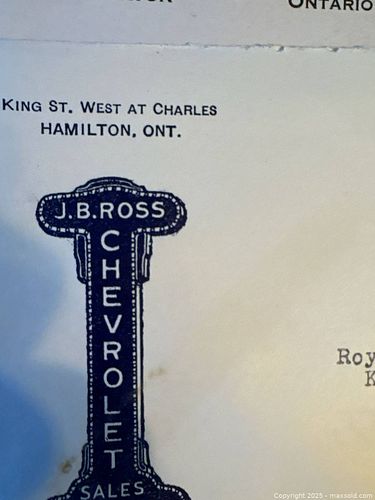 ONTARIO
KING ST. WEST AT CHARLES
HAMILTON, ONT.
J.B.ROSS
CHEVROLET
SALES
Roy
K
Copyright 2025 - maxsold.com